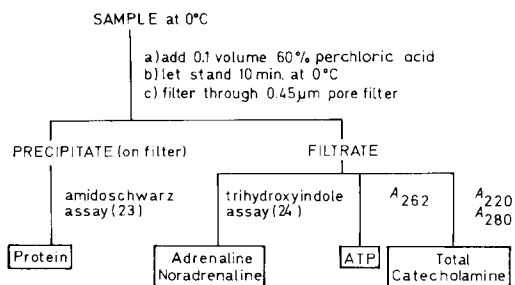 SAMPLE at 0°C
a) add 0.1 volume 60% perchloric acid
b) let stand 10 min. at 0°C
c) filter through 0.45µm pore filter
PRECIPITATE (on filter)
FILTRATE
amidoschwarz
assay (23)
trihydroxyindole
assay (24)
A262
A220
A280
Protein
Adrenaline
Noradrenaline
ATP
Total
Catecholamine